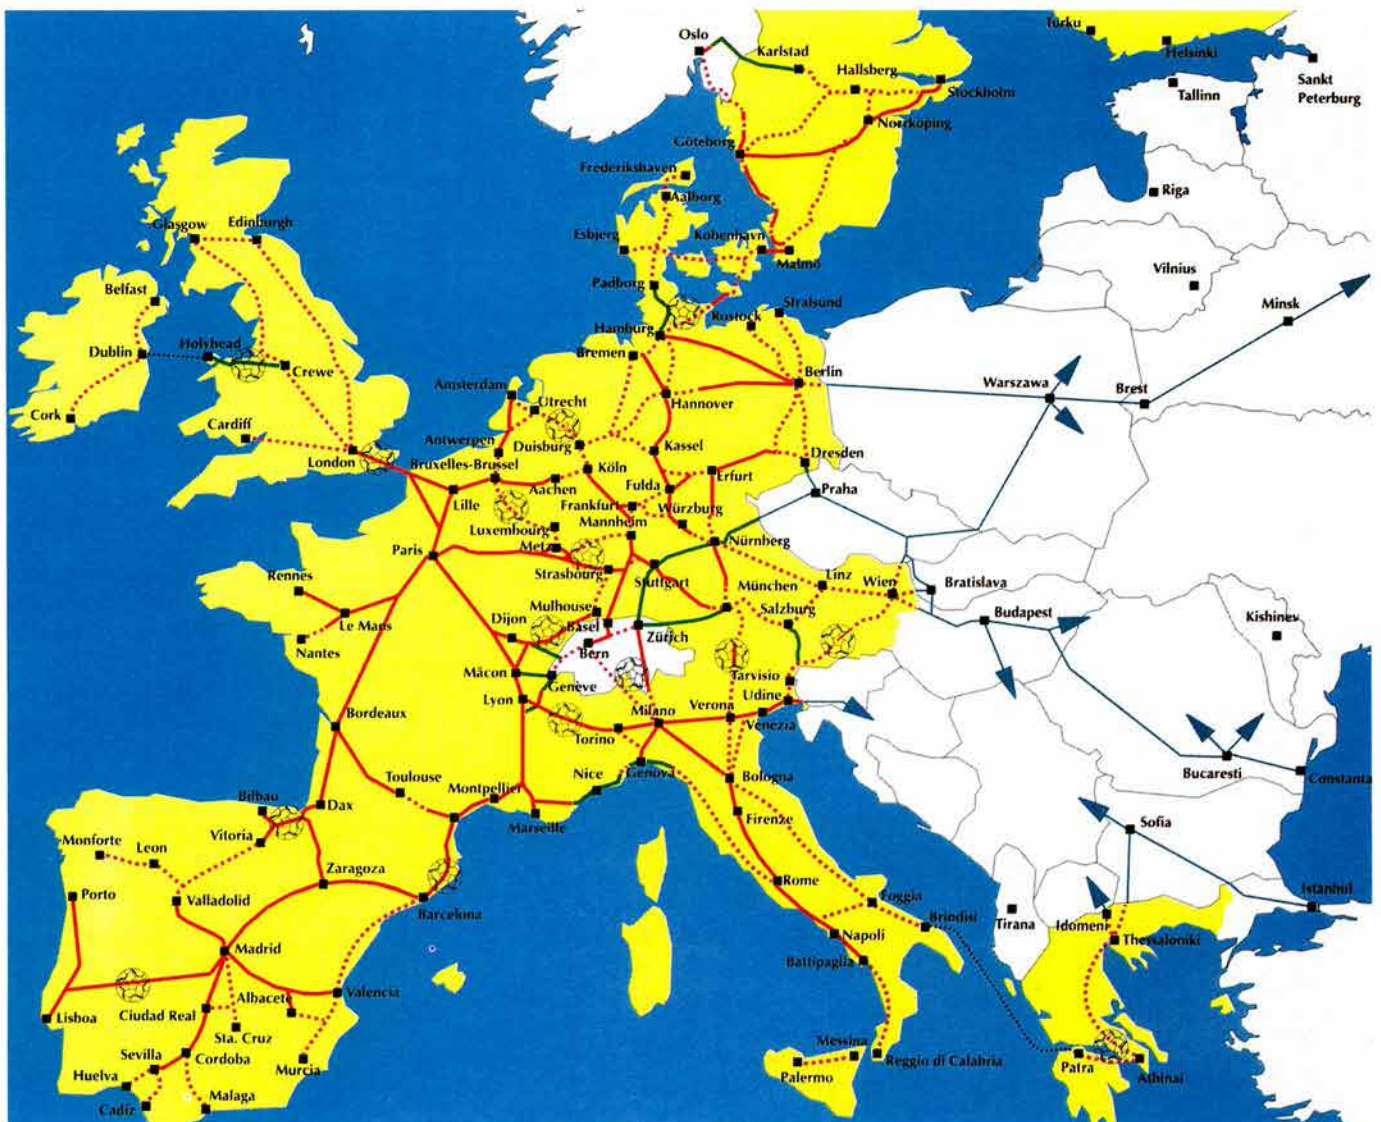 Oslo
Karlstad
Hallsberg
Stockholm
Norrköping
Göteborg
Türku
Helsinki
Sankt
Peterburg
Tallinn
Riga
Vilnius
Minsk
Frederikshaven
Aalborg
Esbjerg
Kobenhavn
Malmö
Padborg
Stralsund
Rostock
Hamburg
Bremen
Berlin
Hannover
Warszawa
Brest
Glasgow
Edinburgh
Belfast
Dublin
Holyhead
Crewe
Cork
Cardiff
London
Amsterdam
Utrecht
Antwerpen
Duisburg
Bruxelles-Brussel
Aachen
Köln
Kassel
Dresden
Lille
Fulda
Erfurt
Praha
Frankfurt
Würzburg
Luxembourg
Mannheim
Metz
Nürnberg
Paris
Strasbourg
Stuttgart
München
Linz
Wien
Bratislava
Rennes
Mulhouse
Salzburg
Budapest
Kishinev
Le Mans
Dijon
Basel
Zürich
Nantes
Bern
Mâcon
Genève
Tarvisio
Lyon
Udine
Milano
Verona
Venezia
Bordeaux
Torino
Toulouse
Montpellier
Nice
Genova
Bologna
Bucaresti
Constanta
Bilbau
Dax
Marseille
Firenze
Sofia
Vitoria
Monforte
Leon
Zaragoza
Rome
Foggia
Istanbul
Porto
Valladolid
Barcelona
Brindisi
Tirana
Idomeni
Thessaloniki
Madrid
Napoli
Battipaglia
Valencia
Lisboa
Ciudad Real
Albacete
Sta. Cruz
Sevilla
Cordoba
Murcia
Huelva
Cadiz
Malaga
Messina
Palermo
Reggio di Calabria
Patra
Athinai